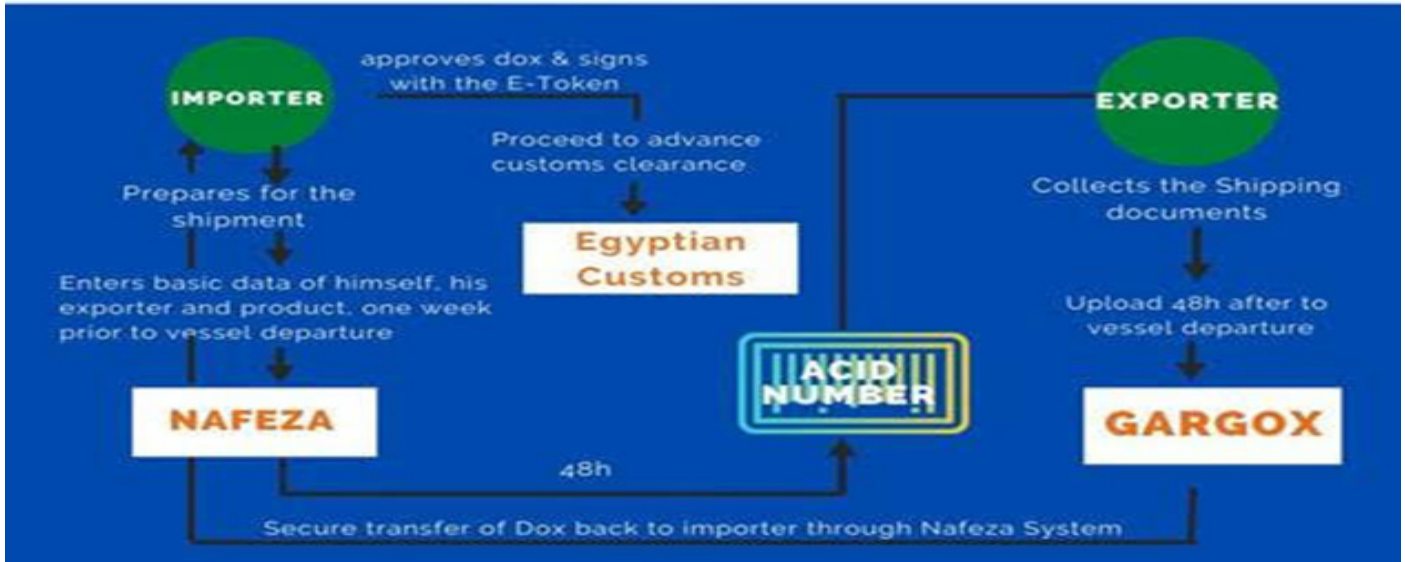 IMPORTER
approves dox & signs
with the E-Token
Proceed to advance
customs clearance
Egyptian
Customs
Prepares for the
shipment
Enters basic data of himself, his
exporter and product, one week
prior to vessel departure
NAFEZA
48h
ACID
NUMBER
EXPORTER
Collects the Shipping
documents
Upload 48h after to
vessel departure
GARGOX
Secure transfer of Dox back to importer through Nafeza System